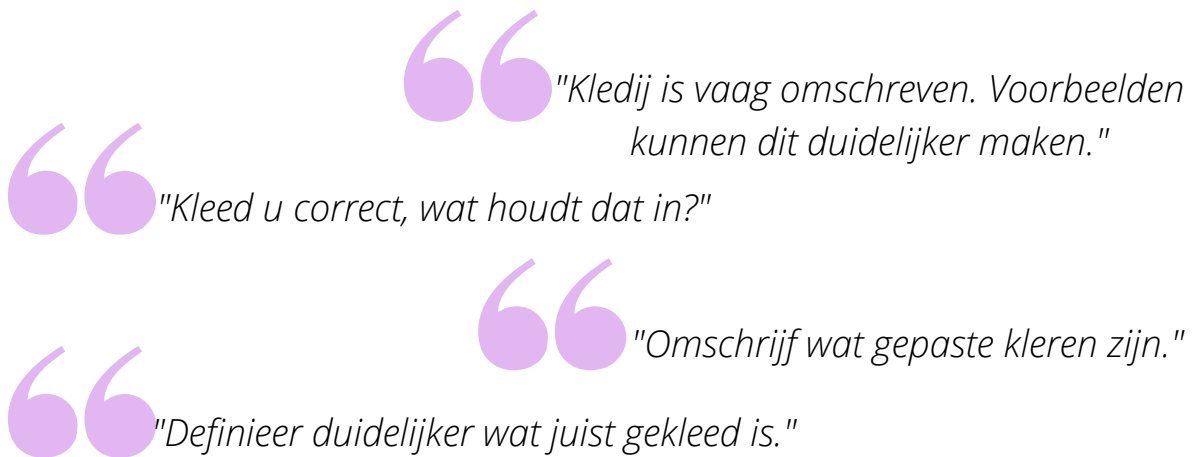 "Kledij is vaag omschreven. Voorbeelden
kunnen dit duidelijker maken."
"Kleed u correct, wat houdt dat in?"
"Omschrijf wat gepaste kleren zijn."
"Definieer duidelijker wat juist gekleed is."